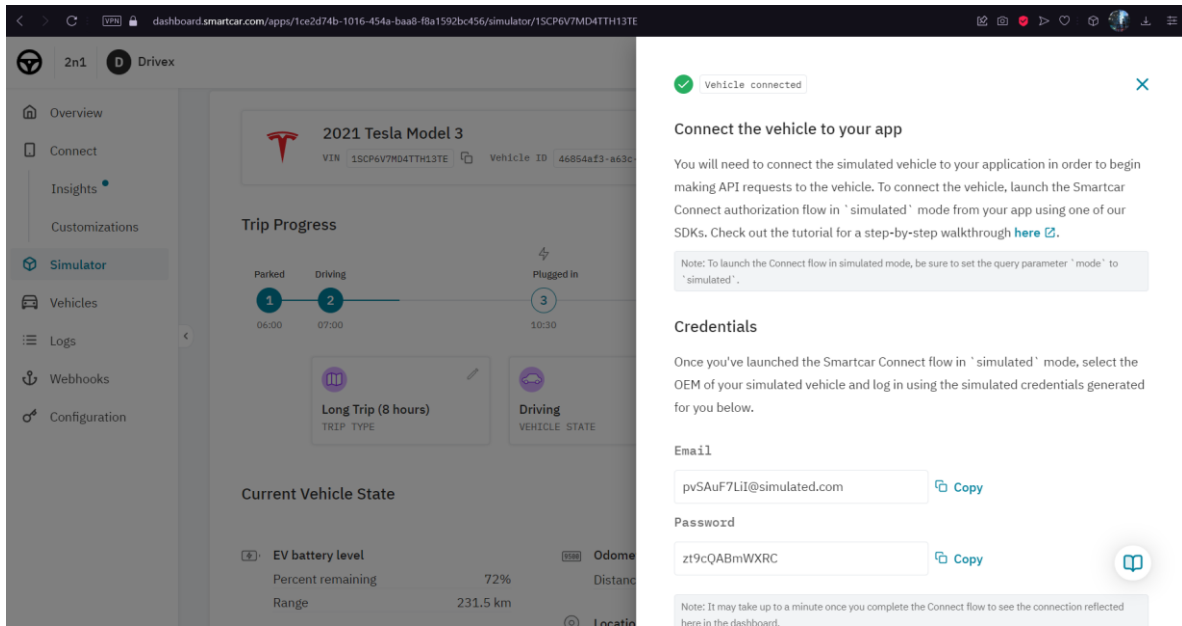 VPN
dashboard.smartcar.com/apps/1ce2d74b-1016-454a-baa8-f8a1592bc456/simulator/1SCP6V7MD4TTH13TE
2n1
D
Drivex
Overview
Connect
Insights
Customizations
Simulator
Vehicles
Logs
Webhooks
Configuration
2021 Tesla Model 3
VIN 1SCP6V7MD4TTH13TE Vehicle ID 46854af3-a63c-
Trip Progress
Parked Driving Plugged in
1 2 3
06:00 07:00 10:30
Long Trip (8 hours)
TRIP TYPE
Driving
VEHICLE STATE
Current Vehicle State
EV battery level
Percent remaining 72%
Range 231.5 km
Odome
Distanc
Locatio
Vehicle connected
Connect the vehicle to your app
You will need to connect the simulated vehicle to your application in order to begin
making API requests to the vehicle. To connect the vehicle, launch the Smartcar
Connect authorization flow in `simulated` mode from your app using one of our
SDKs. Check out the tutorial for a step-by-step walkthrough here.
Note: To launch the Connect flow in simulated mode, be sure to set the query parameter `mode` to
`simulated`.
Credentials
Once you've launched the Smartcar Connect flow in `simulated` mode, select the
OEM of your simulated vehicle and log in using the simulated credentials generated
for you below.
Email
pvSAuF7LiI@simulated.com Copy
Password
zt9cQABmWXRC Copy
Note: It may take up to a minute once you complete the Connect flow to see the connection reflected
here in the dashboard.